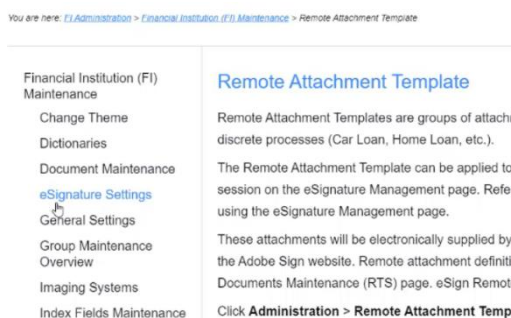 You are here: FI Administration > Financial Institution (FI) Maintenance > Remote Attachment Template
Financial Institution (FI)
Maintenance
Change Theme
Dictionaries
Document Maintenance
eSignature Settings
General Settings
Group Maintenance
Overview
Imaging Systems
Index Fields Maintenance
Remote Attachment Template
Remote Attachment Templates are groups of attachm
discrete processes (Car Loan, Home Loan, etc.).
The Remote Attachment Template can be applied to
session on the eSignature Management page. Refe
using the eSignature Management page.
These attachments will be electronically supplied by
the Adobe Sign website. Remote attachment definiti
Documents Maintenance (RTS) page. eSign Remot
Click Administration > Remote Attachment Temp